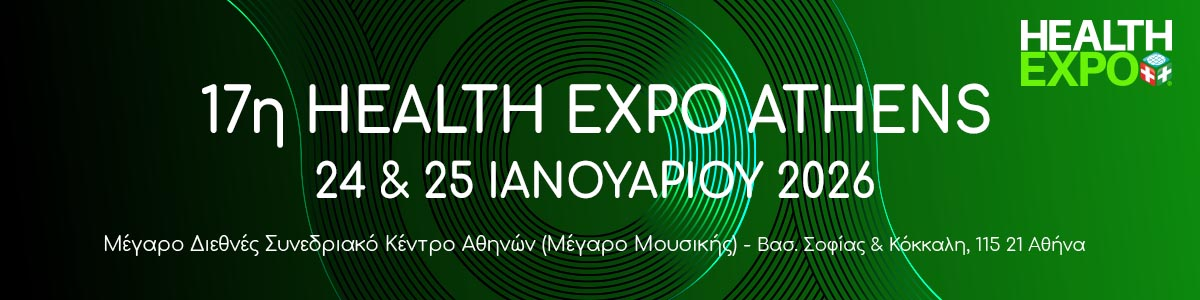 HEALTH
EXPO
17η HEALTH EXPO ATHENS
24 & 25 ΙΑΝΟΥΑΡΙΟΥ 2026
Μέγαρο Διεθνές Συνεδριακό Κέντρο Αθηνών (Μέγαρο Μουσικής) - Βασ. Σοφίας & Κόκκαλη, 115 21 Αθήνα